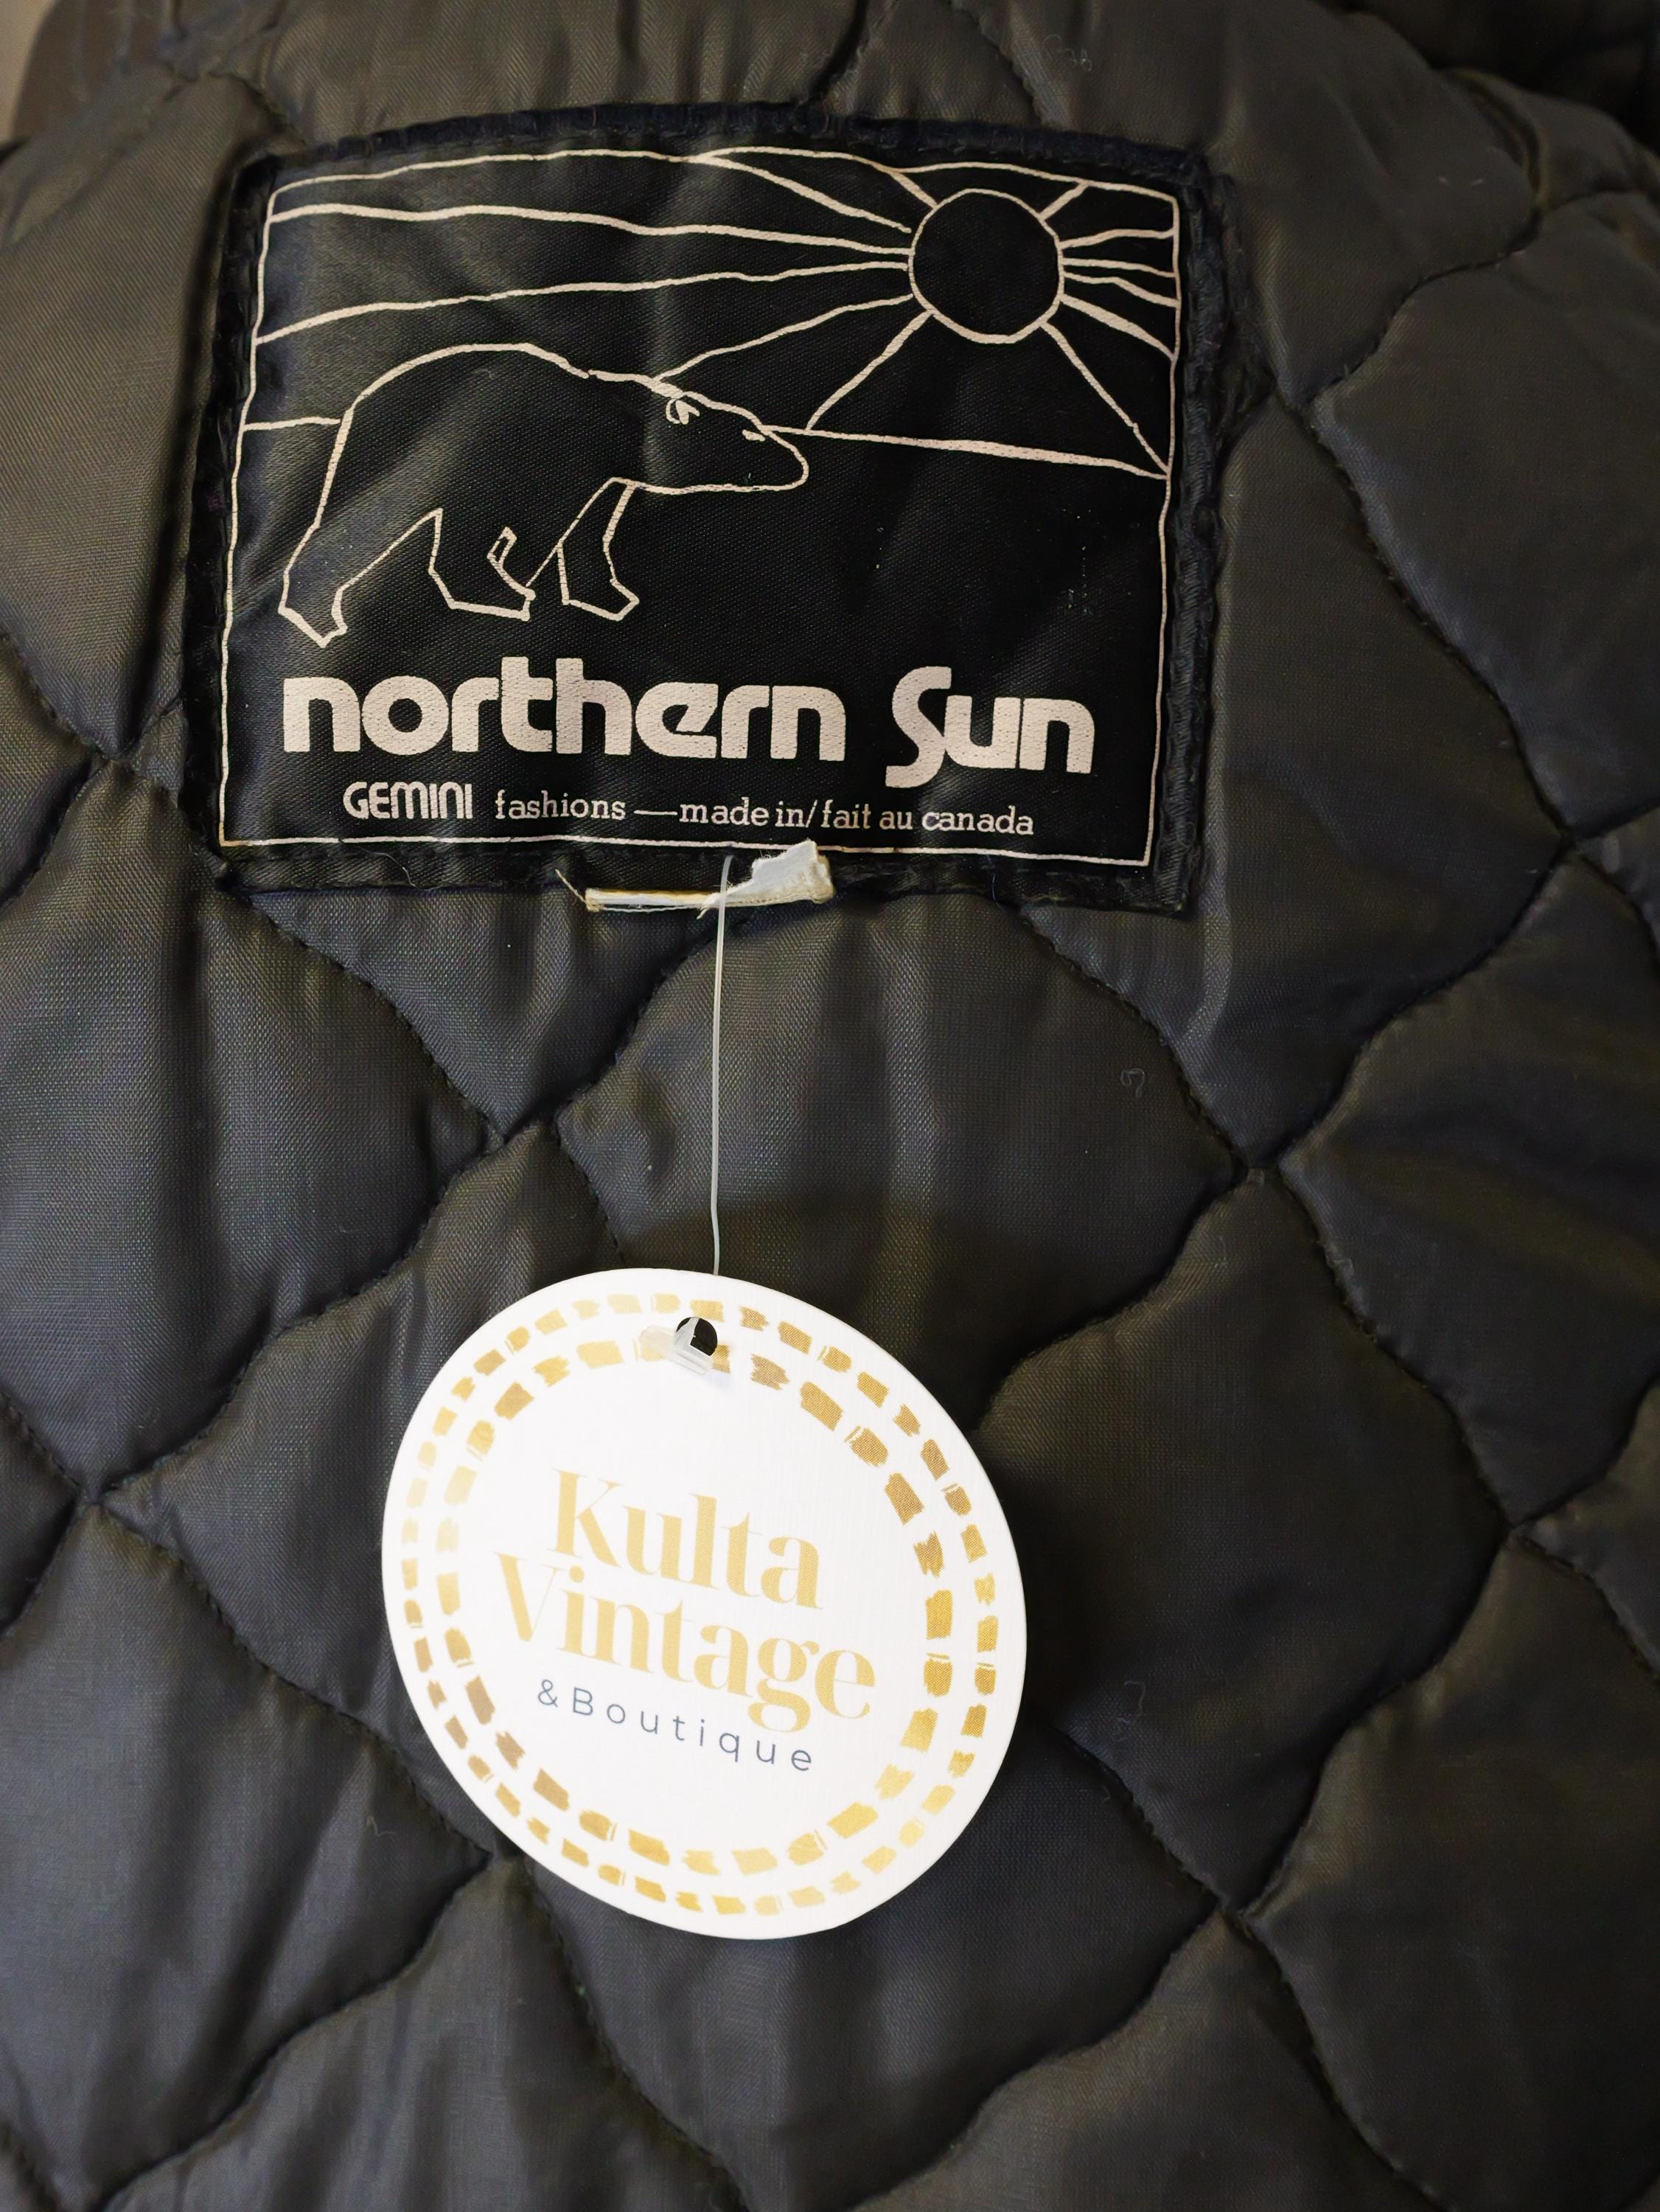 northern Sun
GEMINI fashions — made in/fait au canada
Kulta
Vintage
& Boutique